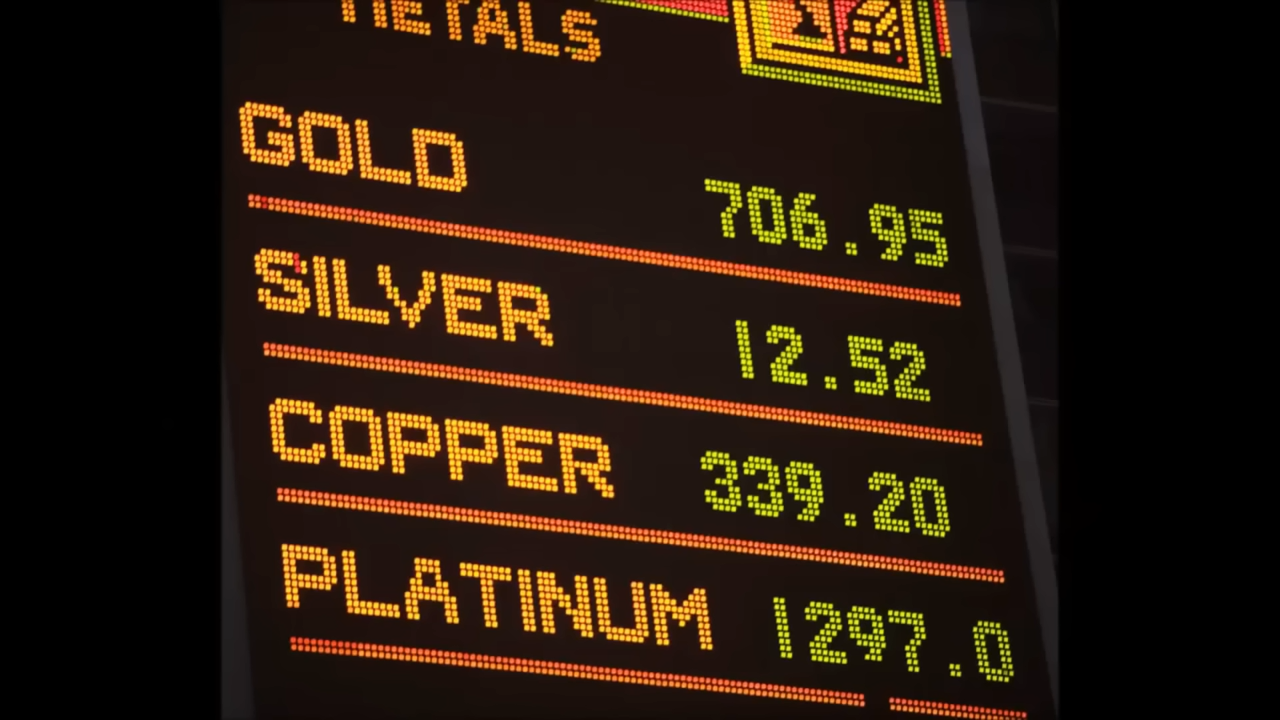 METALS
GOLD 706.95
SILVER 12.52
COPPER 339.20
PLATINUM 1297.0